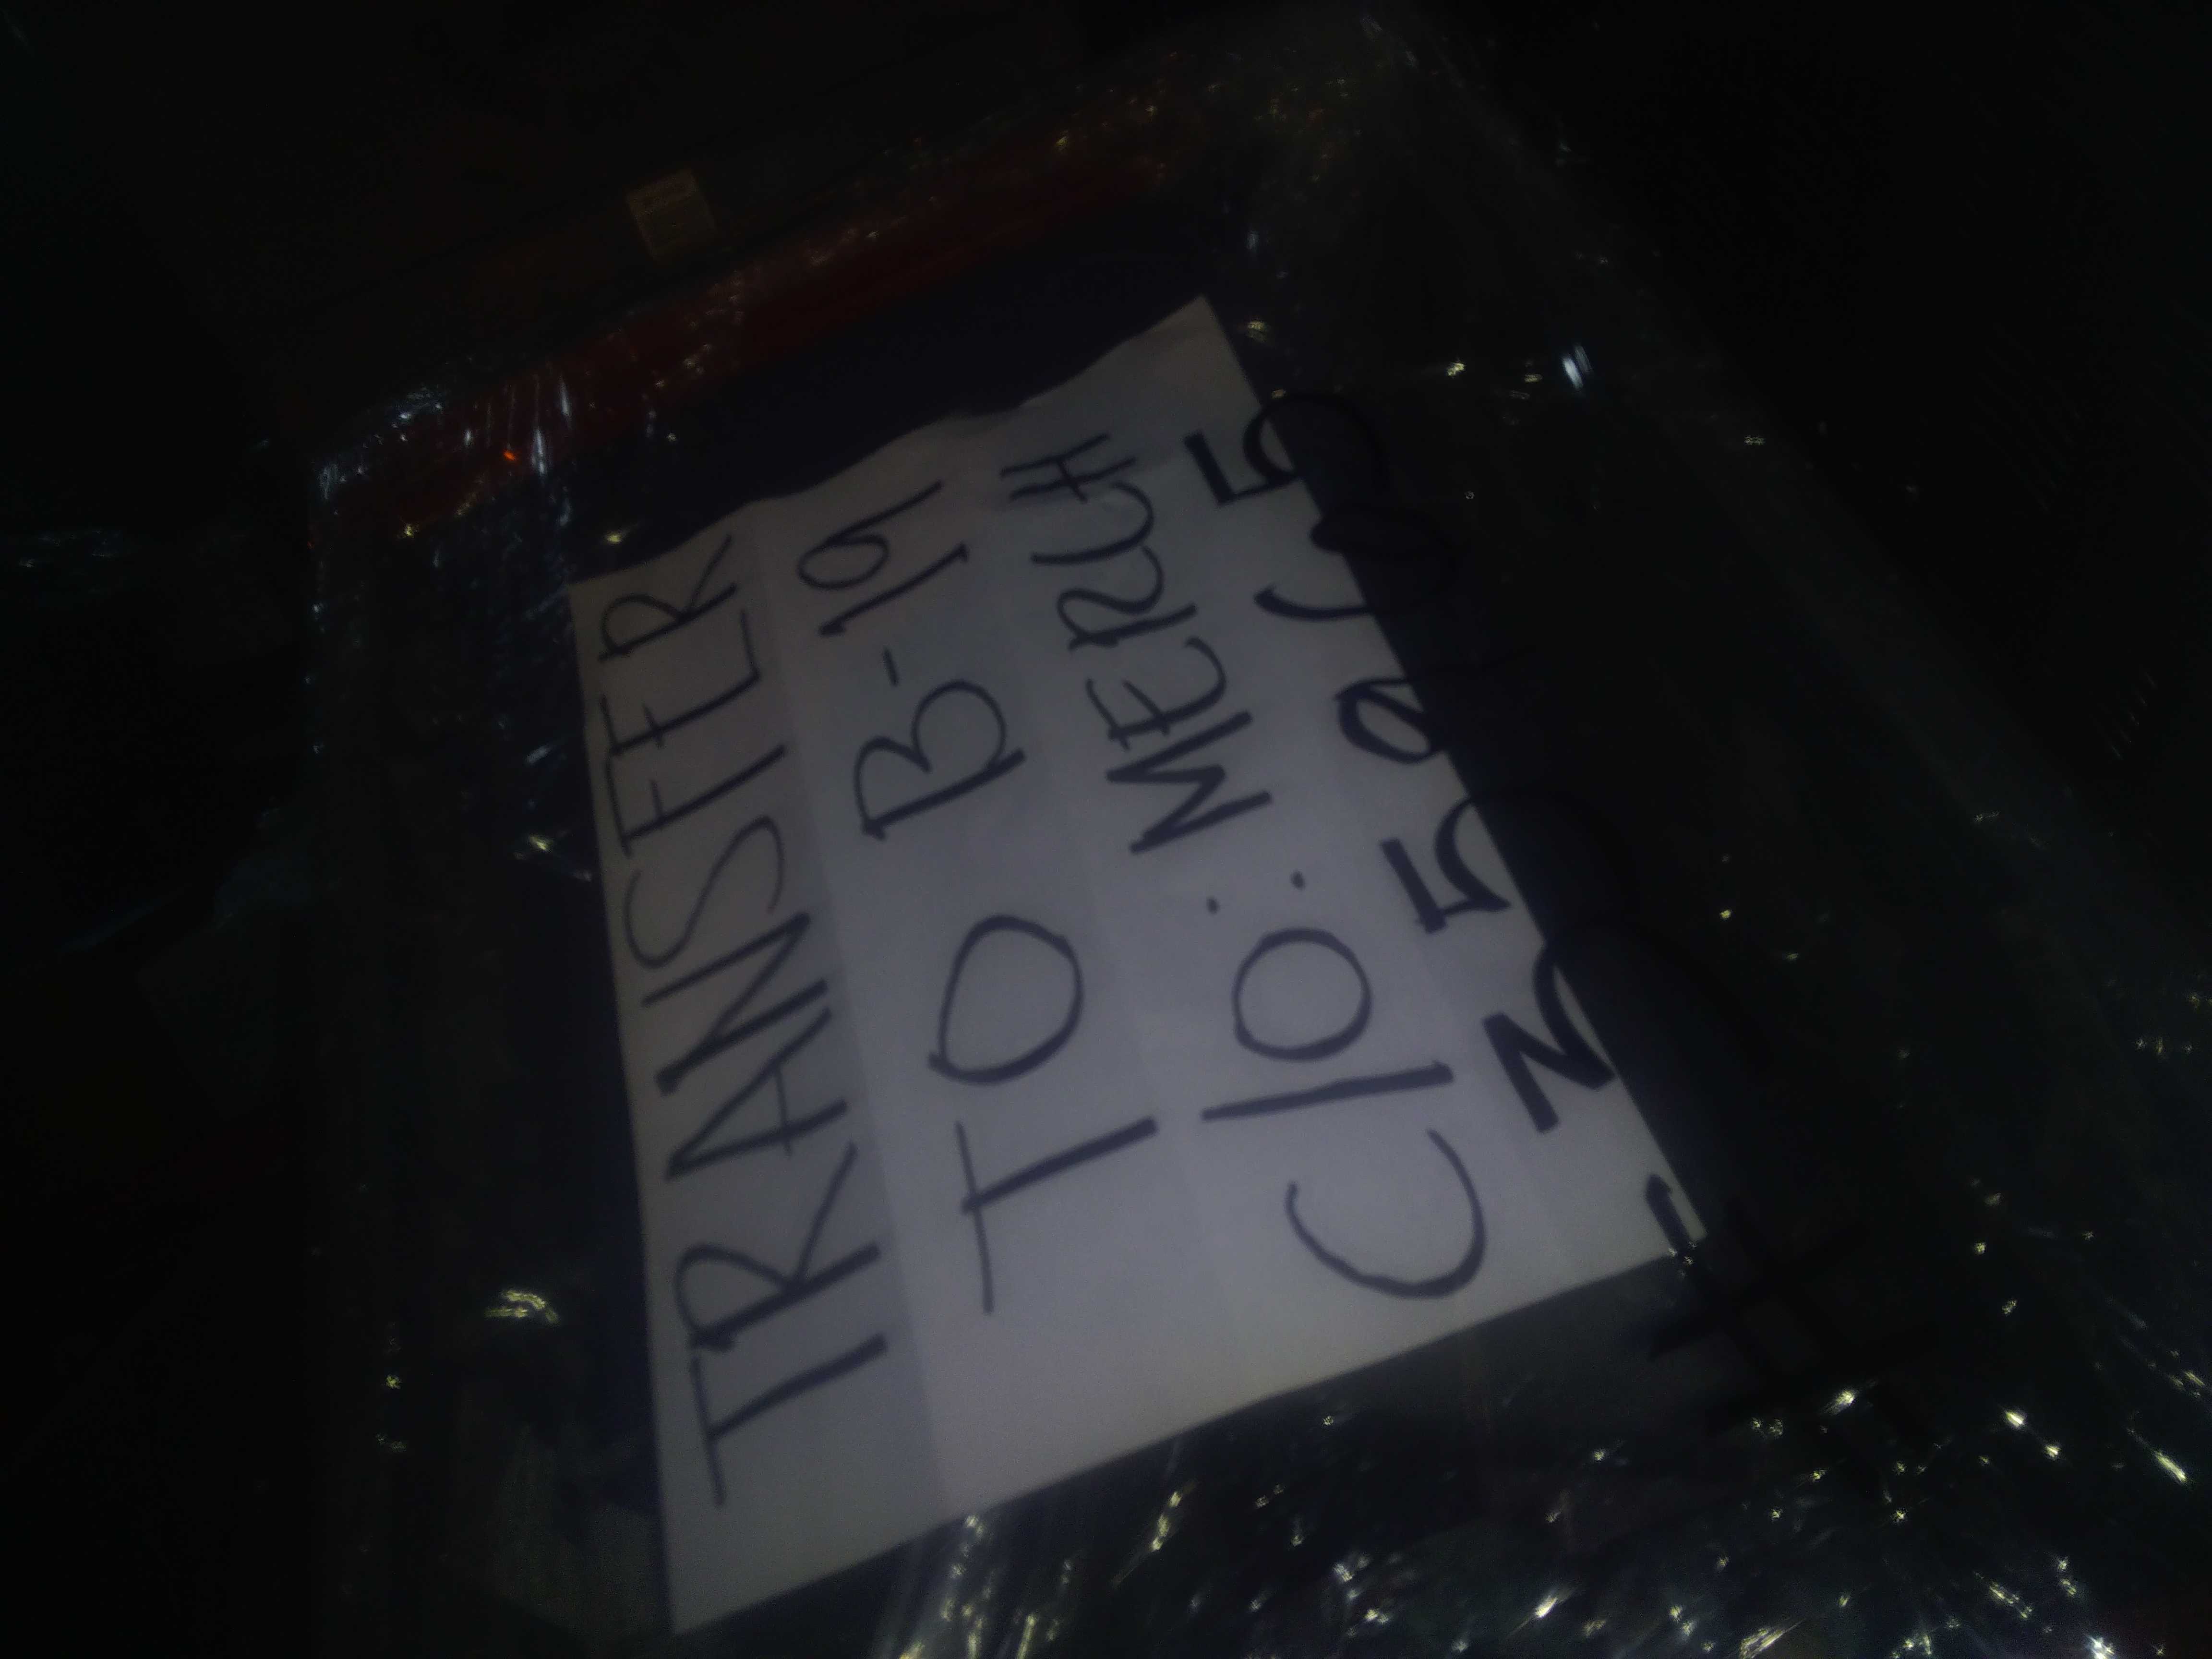 TRANSFER
TO B-19
C/O: MERCH